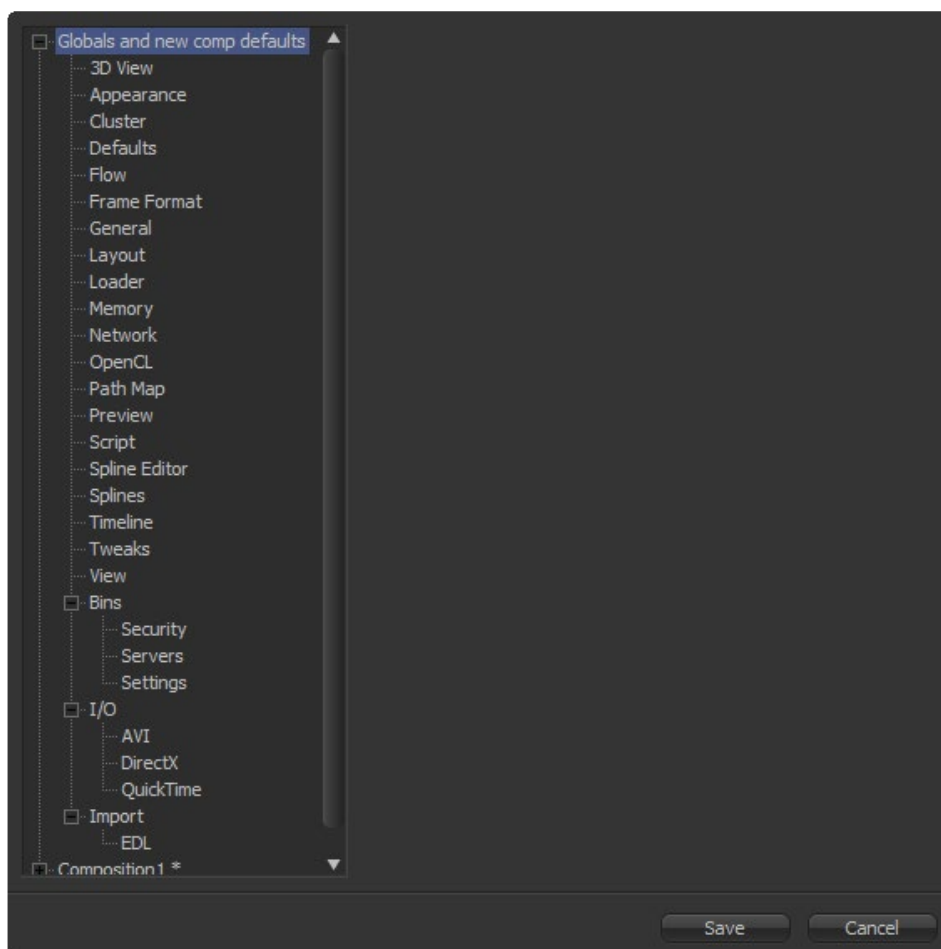 Globals and new comp defaults
3D View
Appearance
Cluster
Defaults
Flow
Frame Format
General
Layout
Loader
Memory
Network
OpenCL
Path Map
Preview
Script
Spline Editor
Splines
Timeline
Tweaks
View
Bins
Security
Servers
Settings
I/O
AVI
DirectX
QuickTime
Import
EDL
Composition1 *
Save Cancel